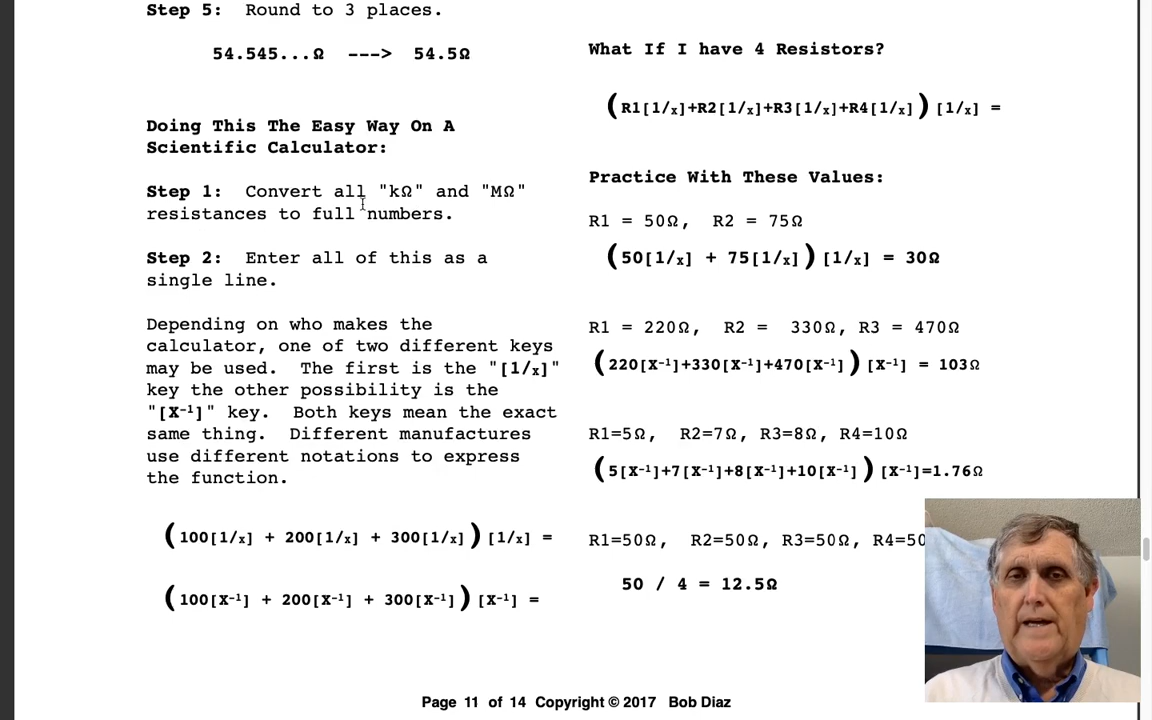 Step 5: Round to 3 places.
54.545...Ω ---> 54.5Ω
Doing This The Easy Way On A
Scientific Calculator:
Step 1: Convert all "kΩ" and "MΩ"
resistances to full numbers.
Step 2: Enter all of this as a
single line.
Depending on who makes the
calculator, one of two different keys
may be used. The first is the "[1/x]"
key the other possibility is the
"[X⁻¹]" key. Both keys mean the exact
same thing. Different manufactures
use different notations to express
the function.
(100[1/x] + 200[1/x] + 300[1/x])[1/x] =
(100[X⁻¹] + 200[X⁻¹] + 300[X⁻¹])[X⁻¹] =
What If I have 4 Resistors?
(R1[1/x]+R2[1/x]+R3[1/x]+R4[1/x])[1/x] =
Practice With These Values:
R1 = 50Ω, R2 = 75Ω
(50[1/x] + 75[1/x])[1/x] = 30Ω
R1 = 220Ω, R2 = 330Ω, R3 = 470Ω
(220[X⁻¹]+330[X⁻¹]+470[X⁻¹])[X⁻¹] = 103Ω
R1=5Ω, R2=7Ω, R3=8Ω, R4=10Ω
(5[X⁻¹]+7[X⁻¹]+8[X⁻¹]+10[X⁻¹])[X⁻¹]=1.76Ω
R1=50Ω, R2=50Ω, R3=50Ω, R4=50
50 / 4 = 12.5Ω
Page 11 of 14 Copyright © 2017 Bob Diaz